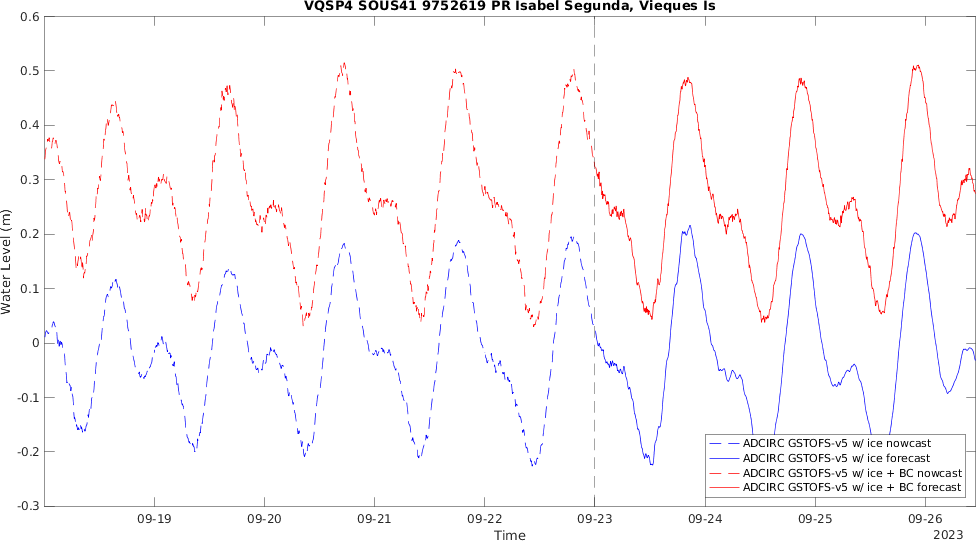 VQSP4 SOUS41 9752619 PR Isabel Segunda, Vieques Is
0.6
0.5
0.4
0.3
0.2
0.1
0
-0.1
-0.2
-0.3
Water Level (m)
ADCIRC GSTOFS-v5 w/ ice nowcast
ADCIRC GSTOFS-v5 w/ ice forecast
ADCIRC GSTOFS-v5 w/ ice + BC nowcast
ADCIRC GSTOFS-v5 w/ ice + BC forecast
09-19 09-20 09-21 09-22 09-23 09-24 09-25 09-26
Time
2023